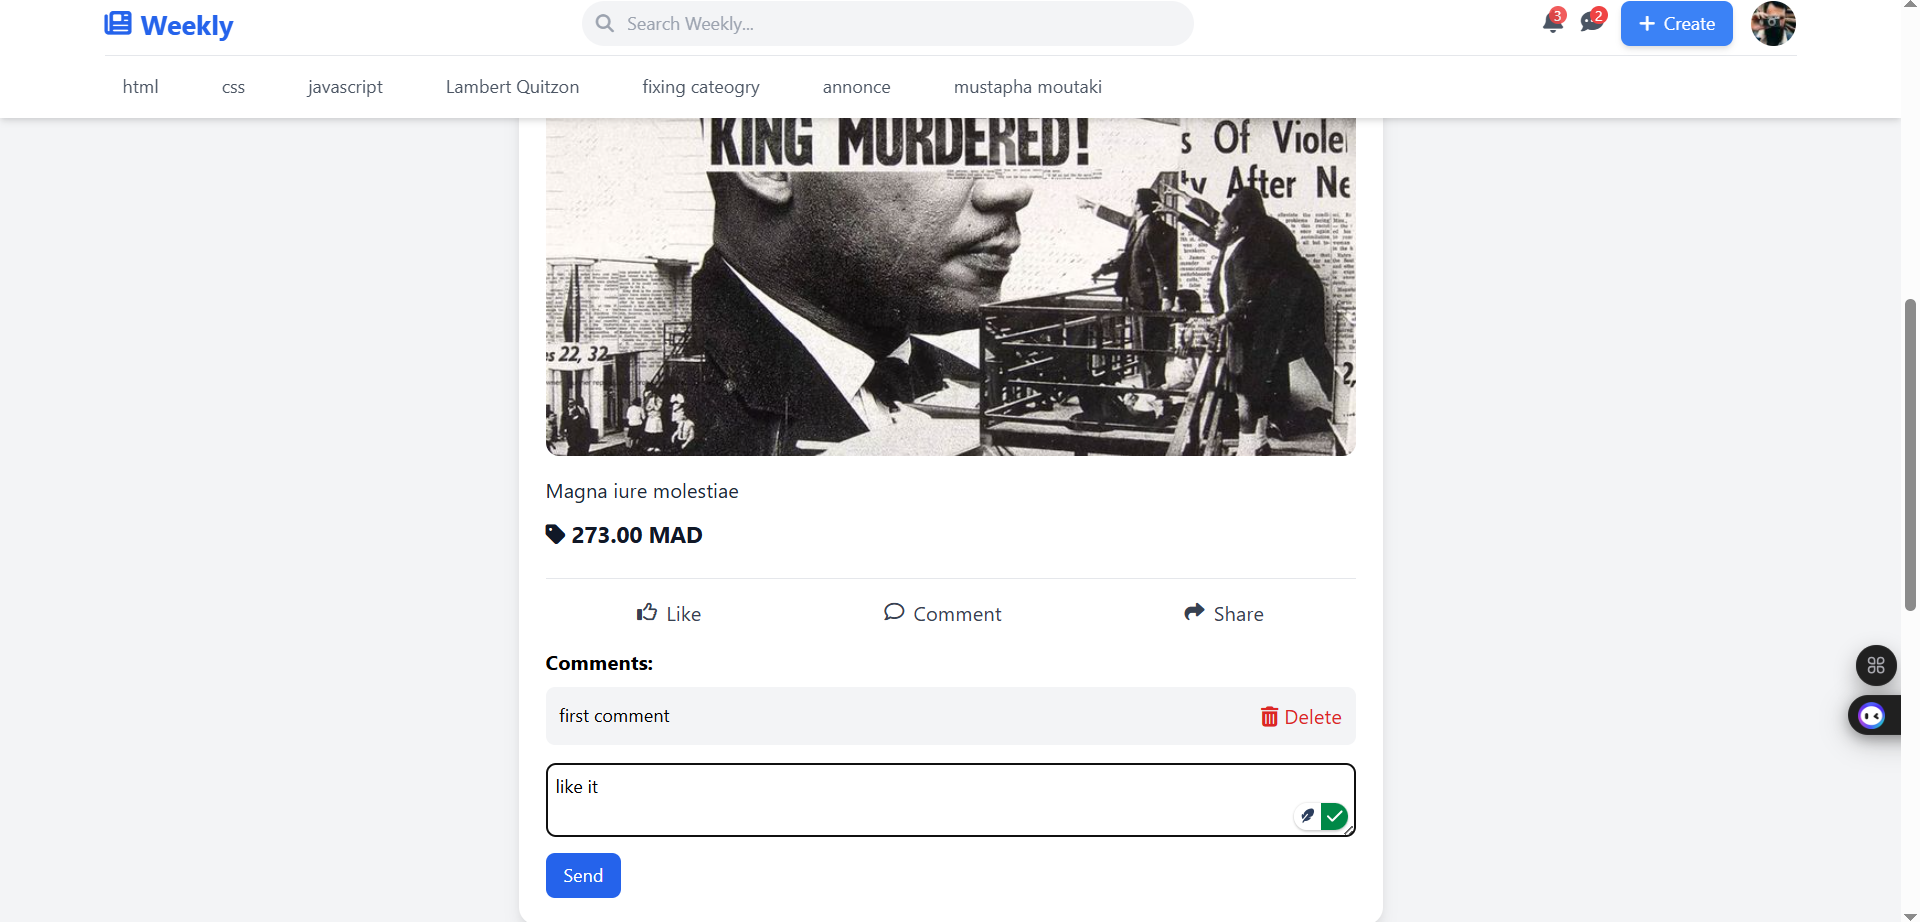 Weekly
Search Weekly...
3
2
Create
html css javascript Lambert Quitzon fixing cateogry annonce mustapha moutaki
KING MURDERED!
s Of Viole
ty After Ne
es 22, 32
2,
Magna iure molestiae
273.00 MAD
Like Comment Share
Comments:
first comment Delete
like it
Send